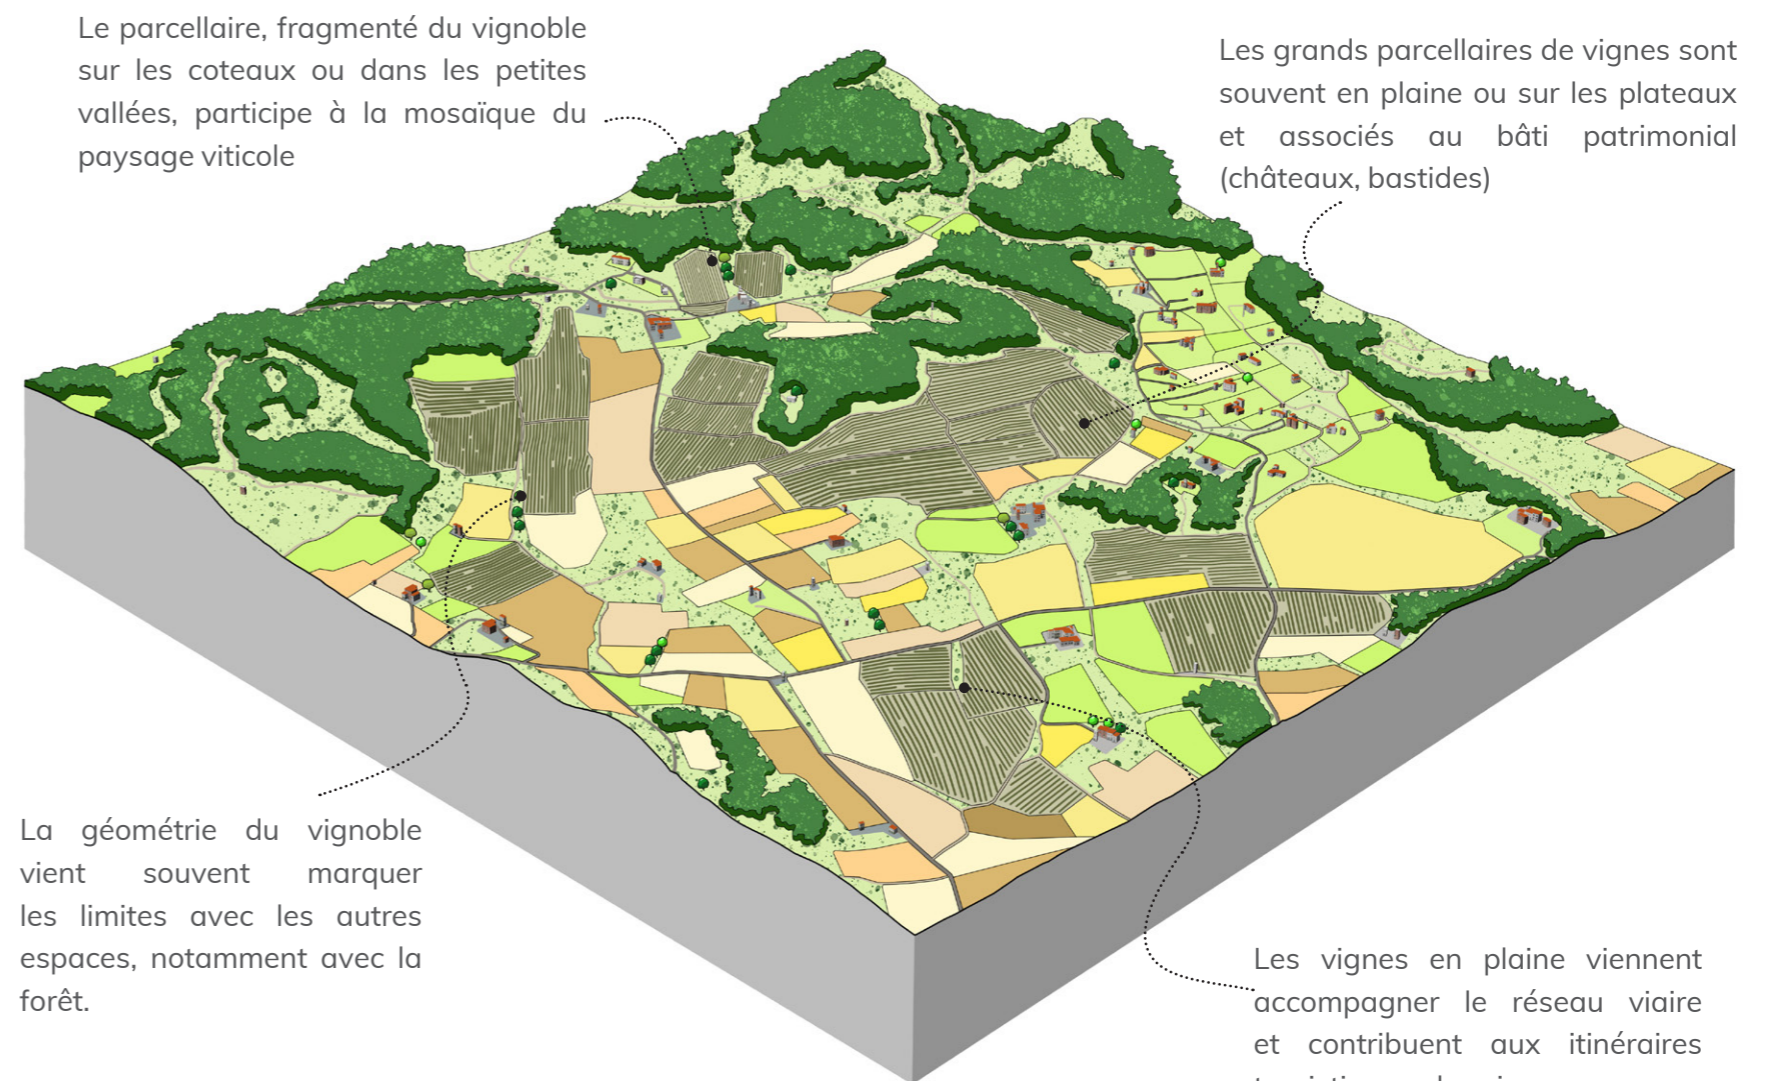 Le parcellaire, fragmenté du vignoble
sur les coteaux ou dans les petites
vallées, participe à la mosaïque du
paysage viticole
Les grands parcellaires de vignes sont
souvent en plaine ou sur les plateaux
et associés au bâti patrimonial
(châteaux, bastides)
La géométrie du vignoble
vient souvent marquer
les limites avec les autres
espaces, notamment avec la
forêt.
Les vignes en plaine viennent
accompagner le réseau viaire
et contribuent aux itinéraires